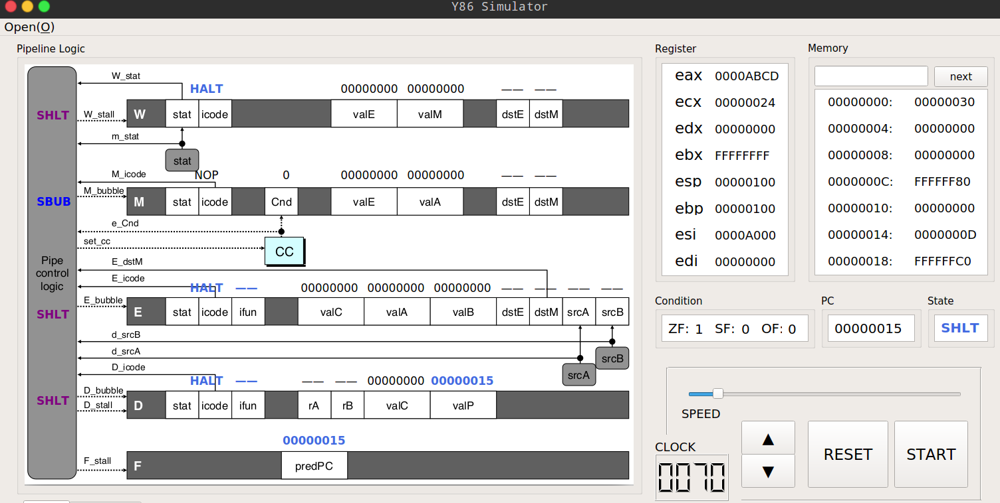 Y86 Simulator
Open(O)
Pipeline Logic
W_stat
HALT 00000000 00000000 —— ——
SHLT W_stall W stat icode valE valM dstE dstM
m_stat
stat
M_icode NOP 0 00000000 00000000 —— ——
M_bubble
SBUB M stat icode Cnd valE valA dstE dstM
e_Cnd
set_cc
CC
Pipe
control
logic
E_dstM
E_icode HALT —— 00000000 00000000 00000000 —— —— —— ——
E_bubble
SHLT E stat icode ifun valC valA valB dstE dstM srcA srcB
d_srcB
srcB
d_srcA
srcA
D_icode HALT —— —— —— 00000000 00000015
D_bubble
SHLT D_stall D stat icode ifun rA rB valC valP
00000015
F_stall F predPC
Register
eax 0000ABCD
ecx 00000024
edx 00000000
ebx FFFFFFFF
esp 00000100
ebp 00000100
esi 0000A000
edi 00000000
Memory
next
00000000: 00000030
00000004: 00000000
00000008: 00000000
0000000C: FFFFFF80
00000010: 00000000
00000014: 0000000D
00000018: FFFFFFC0
Condition
ZF: 1 SF: 0 OF: 0
PC
00000015
State
SHLT
SPEED
CLOCK
0070
▲
▼
RESET
START